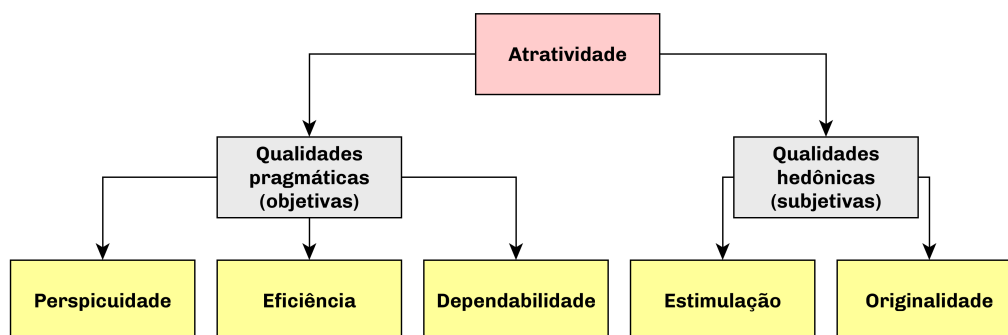 Atratividade
Qualidades
pragmáticas
(objetivas)
Qualidades
hedônicas
(subjetivas)
Perspicuidade
Eficiência
Dependabilidade
Estimulação
Originalidade